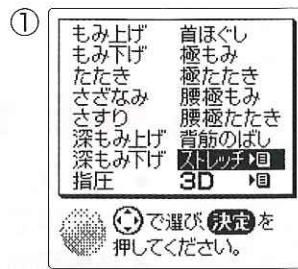 ①
もみ上げ 首ほぐし
もみ下げ 極もみ
たたき 極たたき
さざなみ 腰極もみ
さすり 腰極たたき
深もみ上げ 背筋のばし
深もみ下げ ストレッチ
指圧 3D
で選び、決定を
押してください。